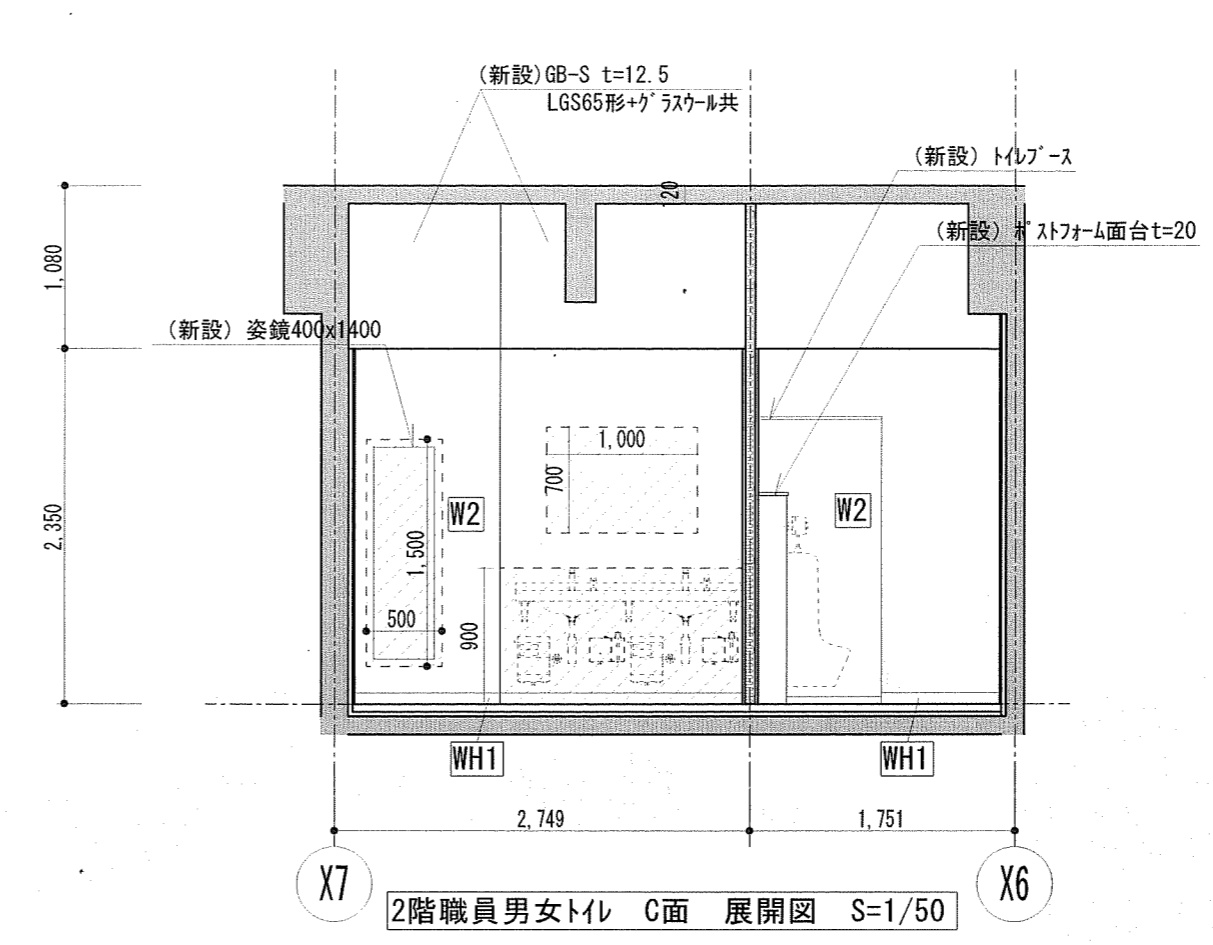 (新設)GB-S t=12.5
LGS65形+グラスウール共
(新設) トイレブース
120
(新設) ポストフォーム面台t=20
1,080
(新設) 姿鏡400x1400
1,000
700
W2
W2
2,350
1,500
500
900
WH1
WH1
2,749
1,751
X7
X6
2階職員男女トイレ C面 展開図 S=1/50